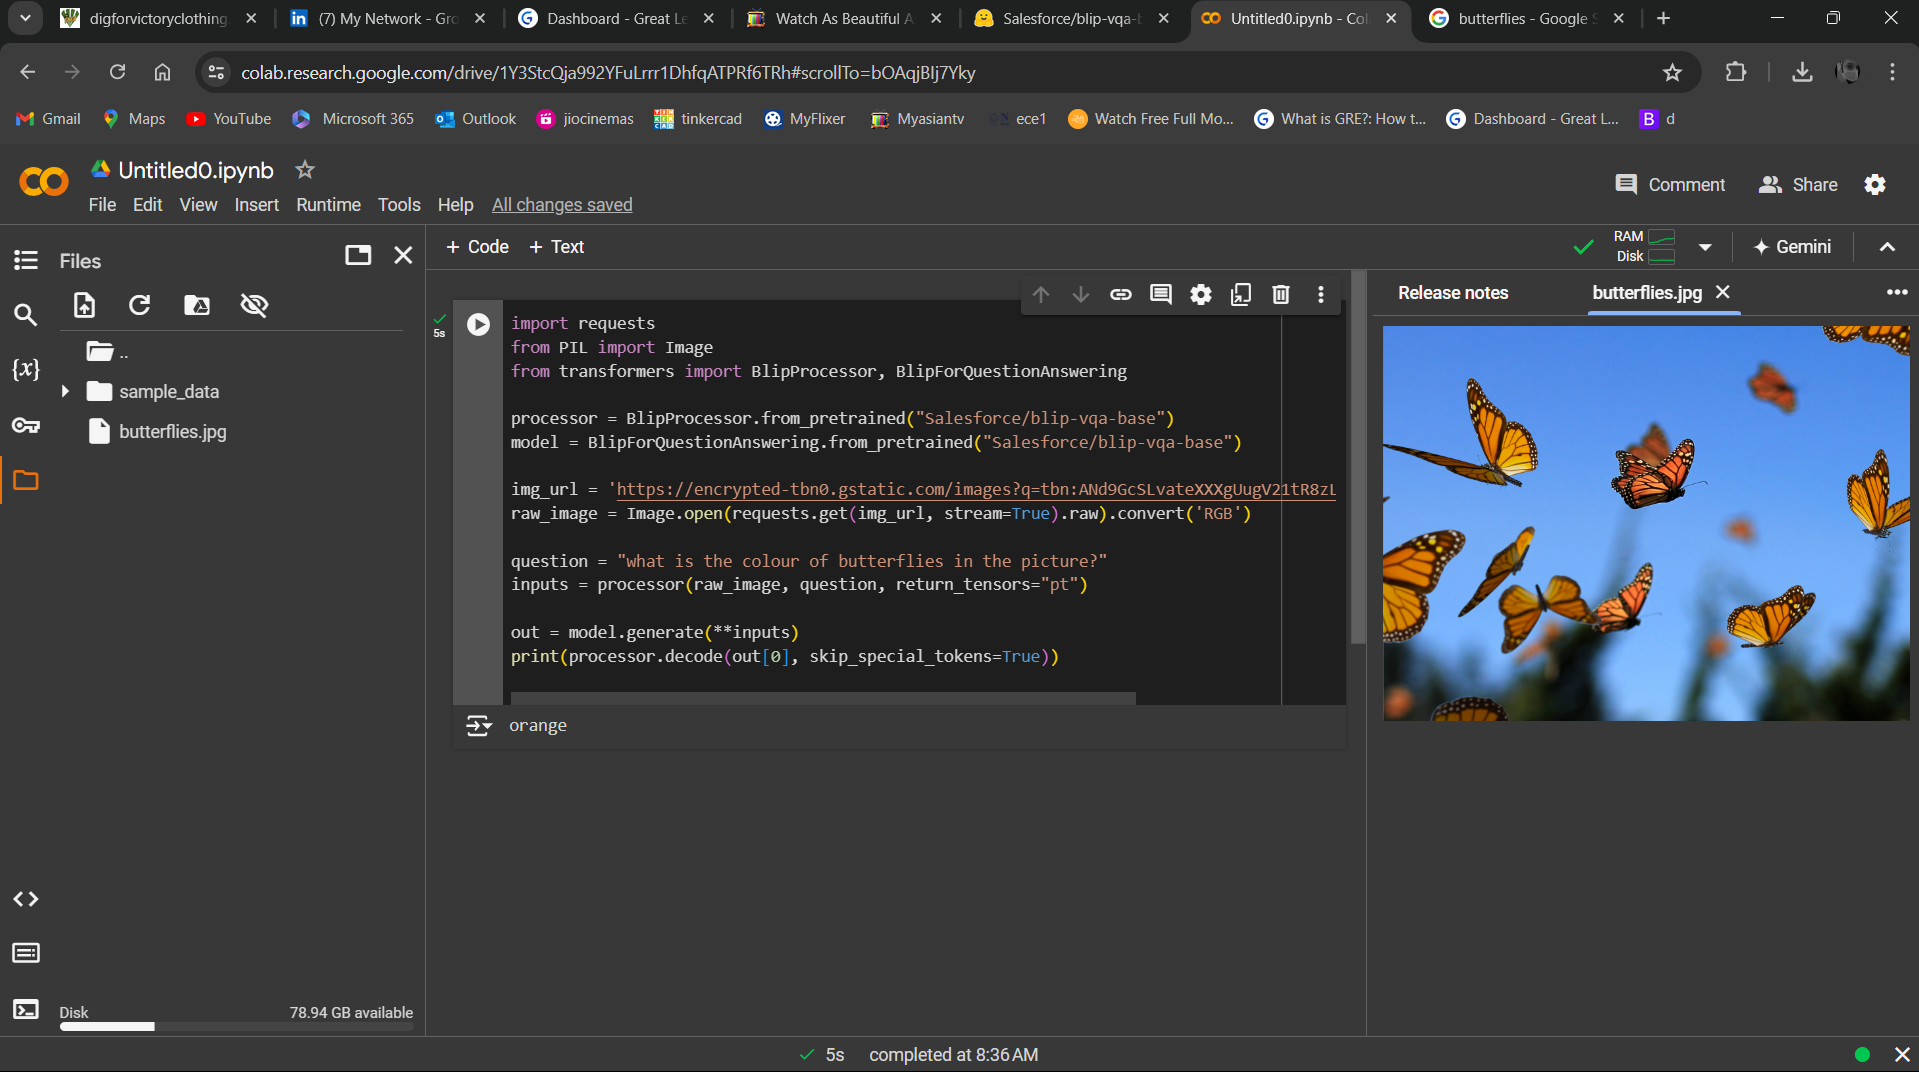 digforvictoryclothing
(7) My Network - Gro
Dashboard - Great Le
Watch As Beautiful A
Salesforce/blip-vqa-b
Untitled0.ipynb - Col
butterflies - Google S
colab.research.google.com/drive/1Y3StcQja992YFuLrrr1DhfqATPRf6TRh#scrollTo=bOAqjBIj7Yky
Gmail
Maps
YouTube
Microsoft 365
Outlook
jiocinemas
tinkercad
MyFlixer
Myasiantv
ece1
Watch Free Full Mo...
What is GRE?: How t...
Dashboard - Great L...
B d
Untitled0.ipynb
File Edit View Insert Runtime Tools Help All changes saved
Comment
Share
Files
+ Code + Text
RAM
Disk
Gemini
..
sample_data
butterflies.jpg
{x}
5s
import requests
from PIL import Image
from transformers import BlipProcessor, BlipForQuestionAnswering
processor = BlipProcessor.from_pretrained("Salesforce/blip-vqa-base")
model = BlipForQuestionAnswering.from_pretrained("Salesforce/blip-vqa-base")
img_url = 'https://encrypted-tbn0.gstatic.com/images?q=tbn:ANd9GcSLvateXXXgUugV21tR8zL
raw_image = Image.open(requests.get(img_url, stream=True).raw).convert('RGB')
question = "what is the colour of butterflies in the picture?"
inputs = processor(raw_image, question, return_tensors="pt")
out = model.generate(**inputs)
print(processor.decode(out[0], skip_special_tokens=True))
orange
Release notes
butterflies.jpg
Disk
78.94 GB available
5s completed at 8:36 AM